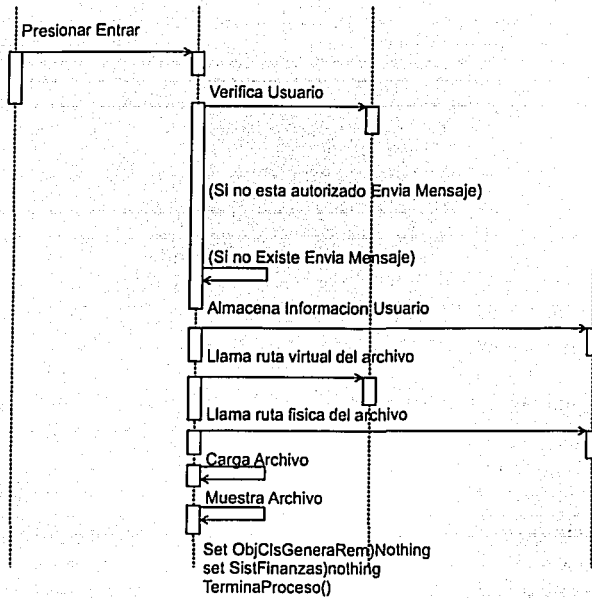 Presionar Entrar
Verifica Usuario
(Si no esta autorizado Envia Mensaje)
(Si no Existe Envia Mensaje)
Almacena Informacion Usuario
Llama ruta virtual del archivo
Llama ruta fisica del archivo
Carga Archivo
Muestra Archivo
Set ObjClsGeneraRem)Nothing
set SistFinanzas)nothing
TerminaProceso()